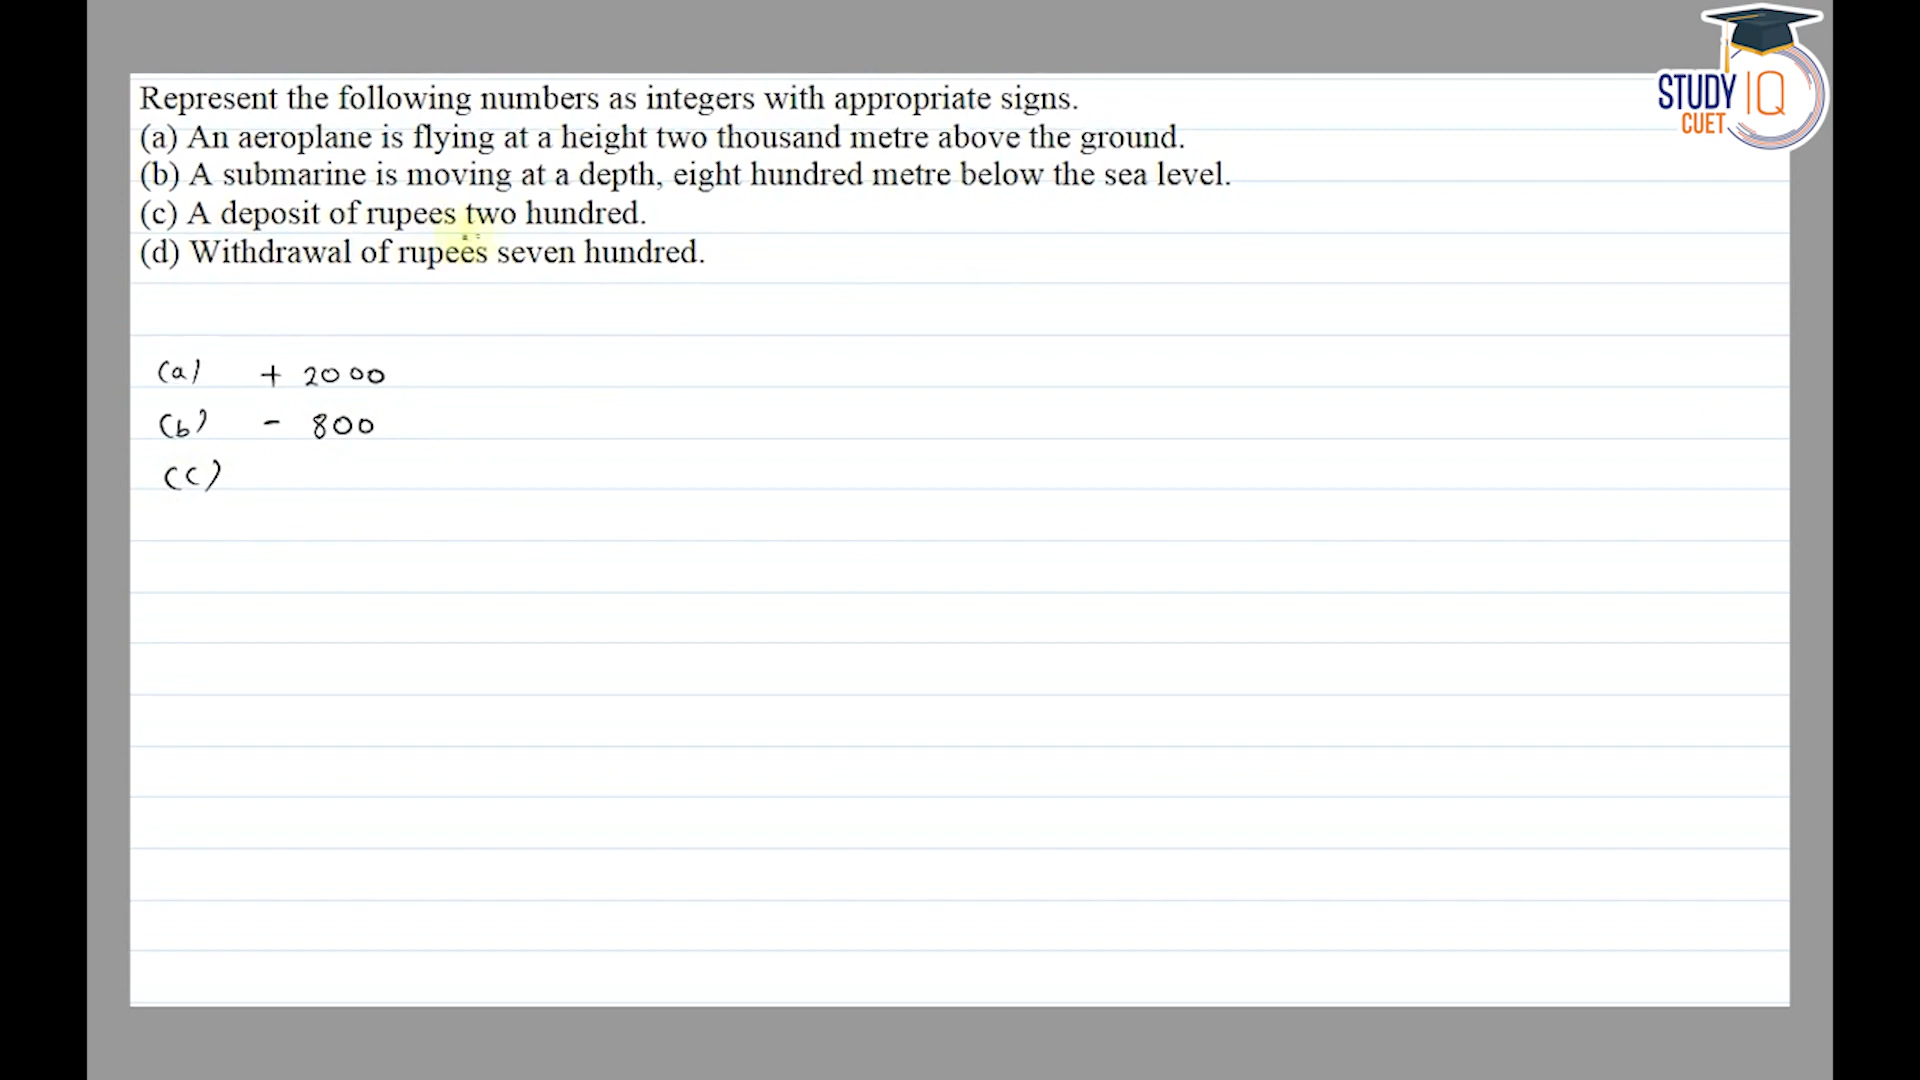 STUDY IQ
CUET
Represent the following numbers as integers with appropriate signs.
(a) An aeroplane is flying at a height two thousand metre above the ground.
(b) A submarine is moving at a depth, eight hundred metre below the sea level.
(c) A deposit of rupees two hundred.
(d) Withdrawal of rupees seven hundred.
(a) + 2000
(b) - 800
(c)